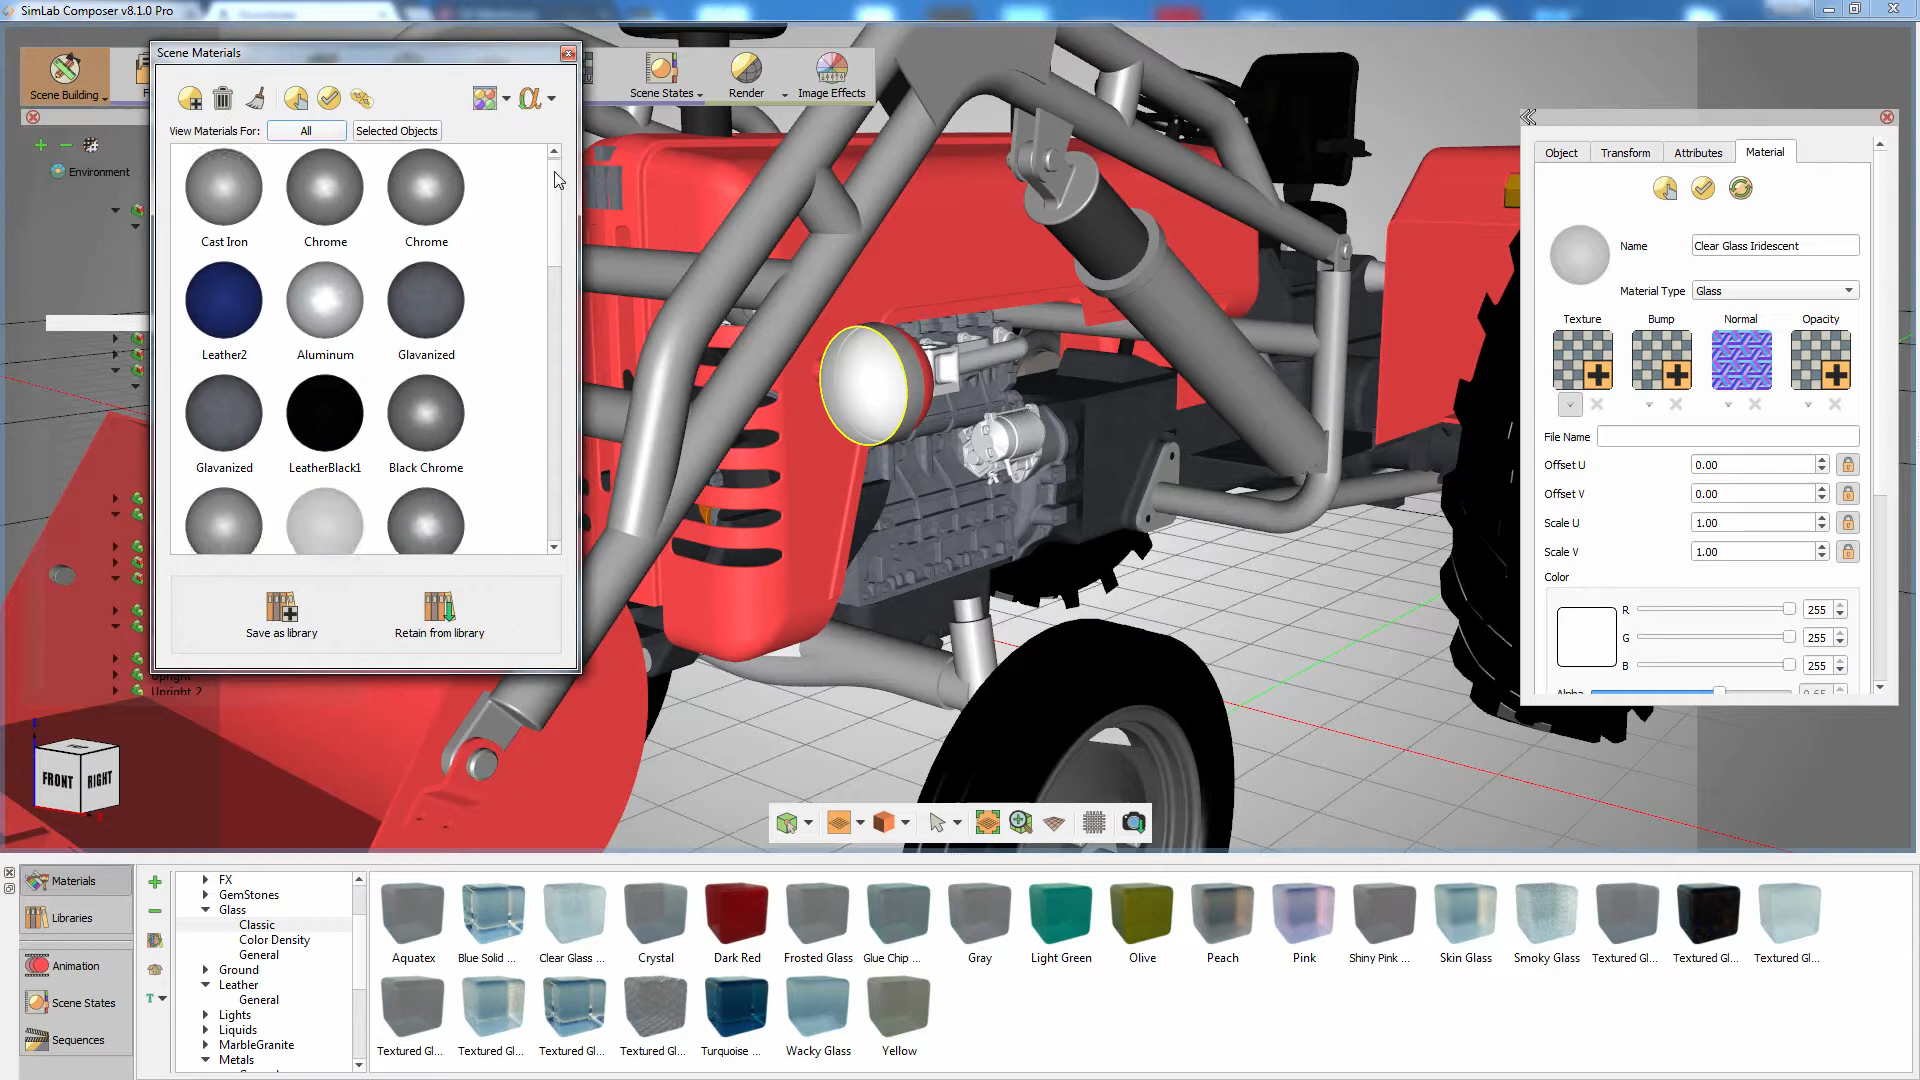 SimLab Composer v8.1.0 Pro
Scene Building
Scene Materials
Scene States
Render
Image Effects
View Materials For:
All
Selected Objects
Environment
Cast Iron
Chrome
Chrome
Leather2
Aluminum
Glavanized
Glavanized
LeatherBlack1
Black Chrome
Save as library
Retain from library
Upright
Upright 2
Object
Transform
Attributes
Material
Name
Clear Glass Iridescent
Material Type
Glass
Texture
Bump
Normal
Opacity
File Name
Offset U
0.00
Offset V
0.00
Scale U
1.00
Scale V
1.00
Color
R
255
G
255
B
255
Alpha
0.65
FRONT
RIGHT
Materials
Libraries
Animation
Scene States
Sequences
FX
GemStones
Glass
Classic
Color Density
General
Ground
Leather
General
Lights
Liquids
MarbleGranite
Metals
Aquatex
Blue Solid ...
Clear Glass ...
Crystal
Dark Red
Frosted Glass
Glue Chip ...
Gray
Light Green
Olive
Peach
Pink
Shiny Pink ...
Skin Glass
Smoky Glass
Textured Gl...
Textured Gl...
Textured Gl...
Textured Gl...
Textured Gl...
Textured Gl...
Textured Gl...
Turquoise ...
Wacky Glass
Yellow